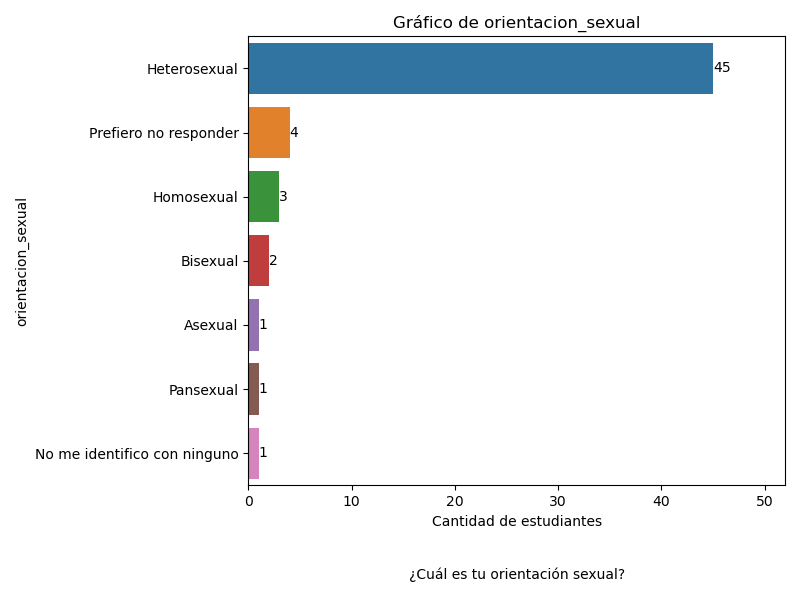 Gráfico de orientacion_sexual
orientacion_sexual
Heterosexual
45
Prefiero no responder
4
Homosexual
3
Bisexual
2
Asexual
1
Pansexual
1
No me identifico con ninguno
1
0 10 20 30 40 50
Cantidad de estudiantes
¿Cuál es tu orientación sexual?